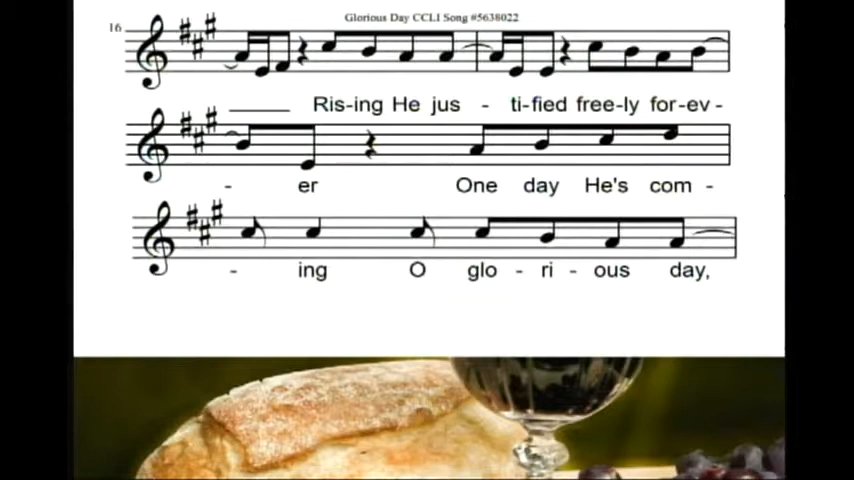 Glorious Day CCLI Song #5638022
16
Ris-ing He jus - ti-fied free-ly for-ev-
- er One day He's com -
- ing O glo - ri - ous day,